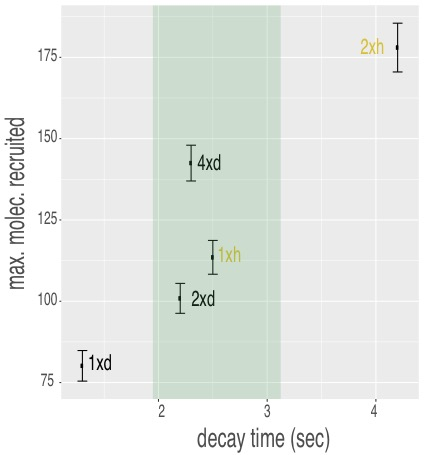 max. molec. recruited
175
150
125
100
75
2xh
4xd
1xh
2xd
1xd
2
3
4
decay time (sec)